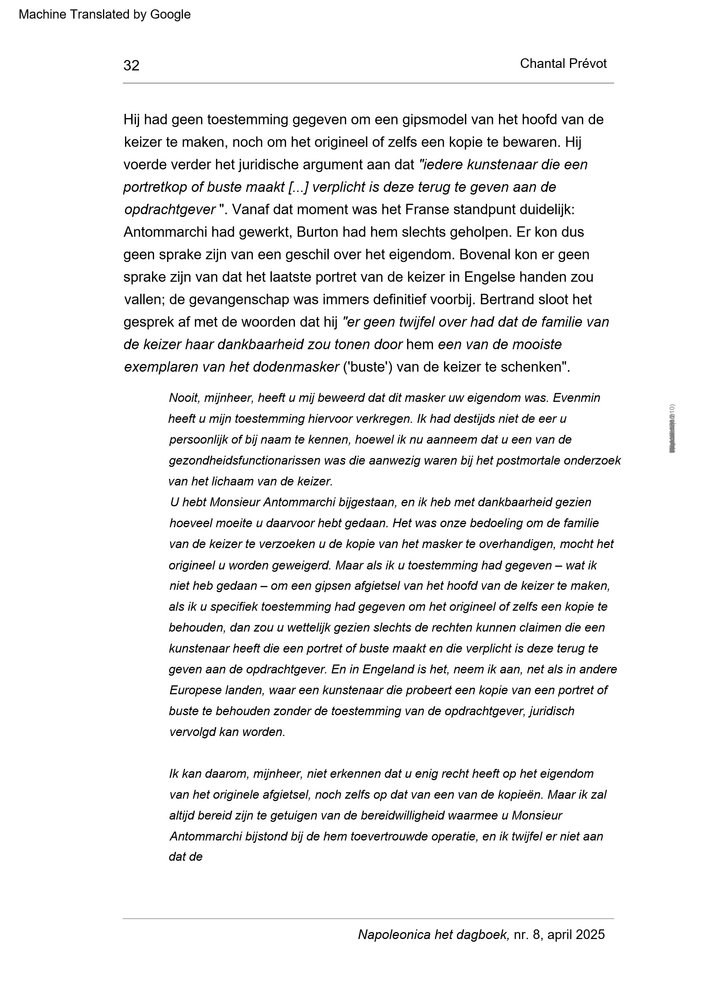 Machine Translated by Google
32
Chantal Prévot
Hij had geen toestemming gegeven om een gipsmodel van het hoofd van de
keizer te maken, noch om het origineel of zelfs een kopie te bewaren. Hij
voerde verder het juridische argument aan dat "iedere kunstenaar die een
portretkop of buste maakt [...] verplicht is deze terug te geven aan de
opdrachtgever ". Vanaf dat moment was het Franse standpunt duidelijk:
Antommarchi had gewerkt, Burton had hem slechts geholpen. Er kon dus
geen sprake zijn van een geschil over het eigendom. Bovenal kon er geen
sprake zijn van dat het laatste portret van de keizer in Engelse handen zou
vallen; de gevangenschap was immers definitief voorbij. Bertrand sloot het
gesprek af met de woorden dat hij "er geen twijfel over had dat de familie van
de keizer haar dankbaarheid zou tonen door hem een van de mooiste
exemplaren van het dodenmasker ('buste') van de keizer te schenken".
Nooit, mijnheer, heeft u mij beweerd dat dit masker uw eigendom was. Evenmin
heeft u mijn toestemming hiervoor verkregen. Ik had destijds niet de eer u
persoonlijk of bij naam te kennen, hoewel ik nu aanneem dat u een van de
gezondheidsfunctionarissen was die aanwezig waren bij het postmortale onderzoek
van het lichaam van de keizer.
U hebt Monsieur Antommarchi bijgestaan, en ik heb met dankbaarheid gezien
hoeveel moeite u daarvoor hebt gedaan. Het was onze bedoeling om de familie
van de keizer te verzoeken u de kopie van het masker te overhandigen, mocht het
origineel u worden geweigerd. Maar als ik u toestemming had gegeven – wat ik
niet heb gedaan – om een gipsen afgietsel van het hoofd van de keizer te maken,
als ik u specifiek toestemming had gegeven om het origineel of zelfs een kopie te
behouden, dan zou u wettelijk gezien slechts de rechten kunnen claimen die een
kunstenaar heeft die een portret of buste maakt en die verplicht is deze terug te
geven aan de opdrachtgever. En in Engeland is het, neem ik aan, net als in andere
Europese landen, waar een kunstenaar die probeert een kopie van een portret of
buste te behouden zonder de toestemming van de opdrachtgever, juridisch
vervolgd kan worden.
Ik kan daarom, mijnheer, niet erkennen dat u enig recht heeft op het eigendom
van het originele afgietsel, noch zelfs op dat van een van de kopieën. Maar ik zal
altijd bereid zijn te getuigen van de bereidwilligheid waarmee u Monsieur
Antommarchi bijstond bij de hem toevertrouwde operatie, en ik twijfel er niet aan
dat de
Napoleonica het dagboek, nr. 8, april 2025